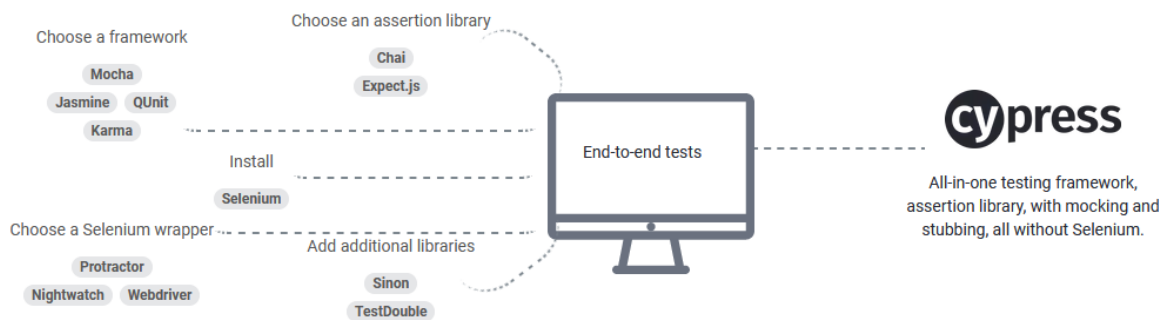 Choose a framework
Mocha
Jasmine QUnit
Karma
Choose an assertion library
Chai
Expect.js
Install
Selenium
Choose a Selenium wrapper
Protractor
Nightwatch Webdriver
Add additional libraries
Sinon
TestDouble
End-to-end tests
cypress
All-in-one testing framework,
assertion library, with mocking and
stubbing, all without Selenium.